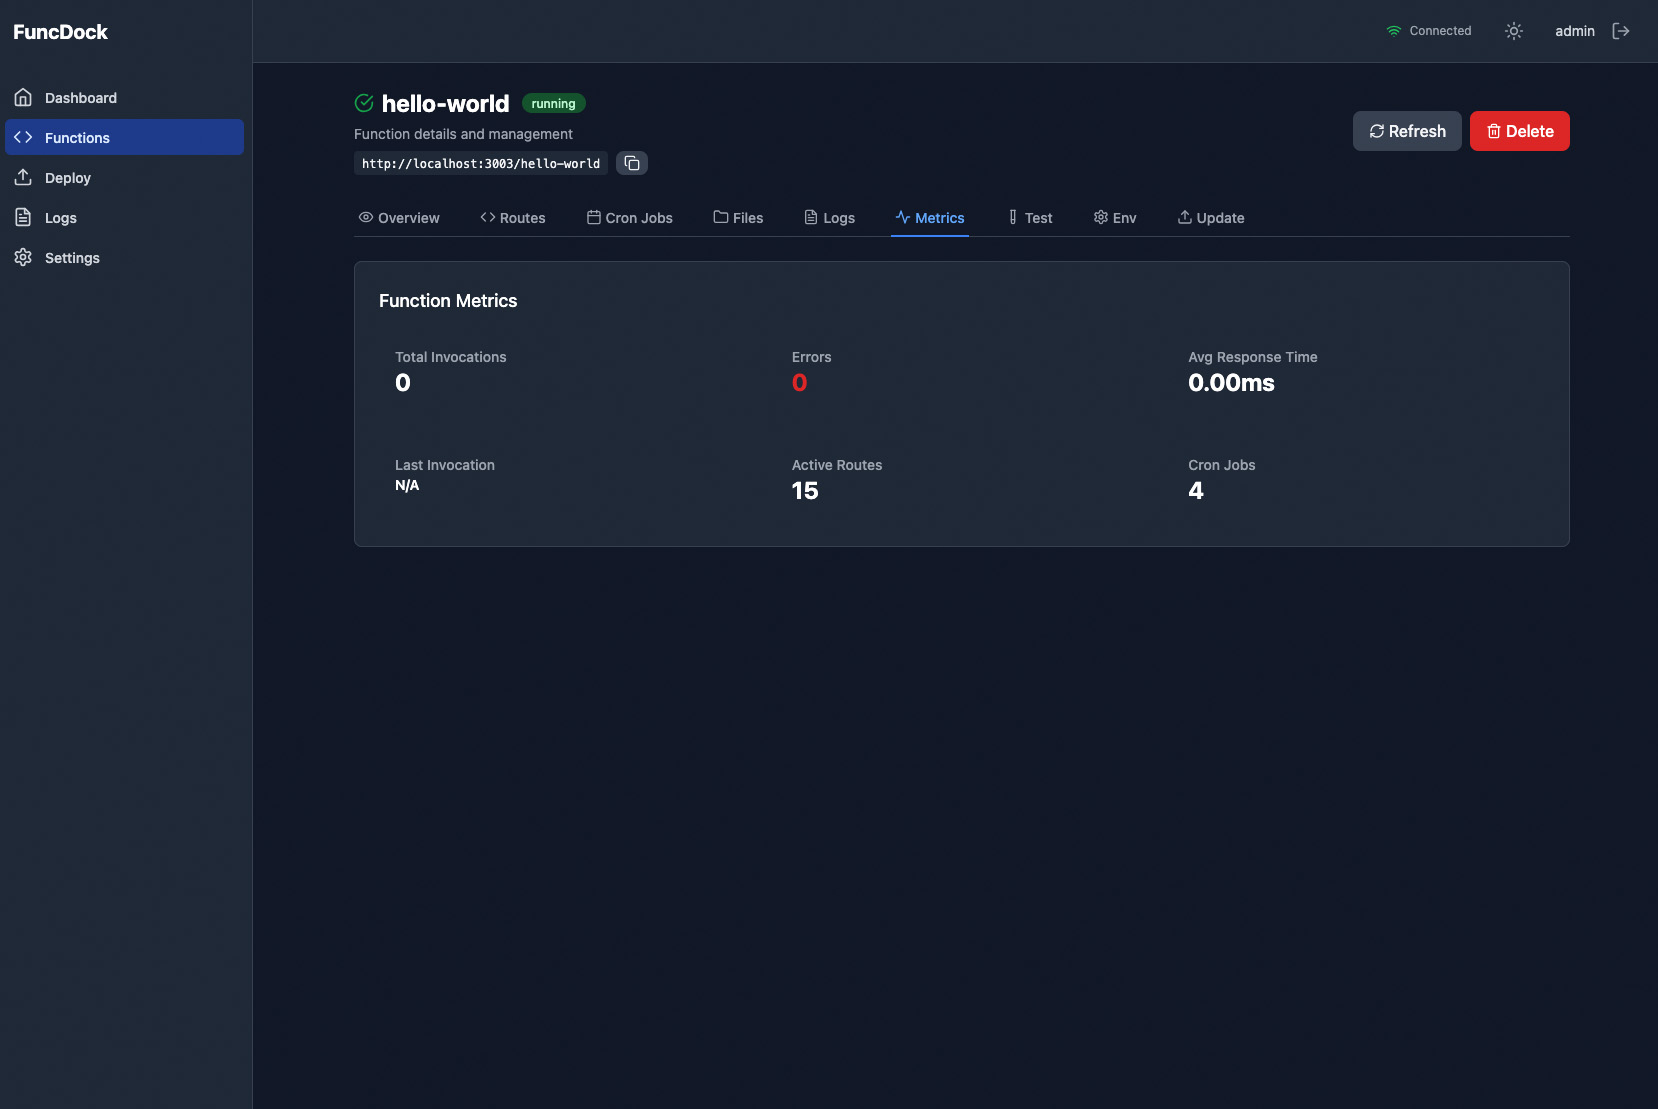 FuncDock
Connected
admin
Dashboard
Functions
Deploy
Logs
Settings
hello-world
running
Function details and management
http://localhost:3003/hello-world
Refresh
Delete
Overview
Routes
Cron Jobs
Files
Logs
Metrics
Test
Env
Update
Function Metrics
Total Invocations
0
Errors
0
Avg Response Time
0.00ms
Last Invocation
N/A
Active Routes
15
Cron Jobs
4